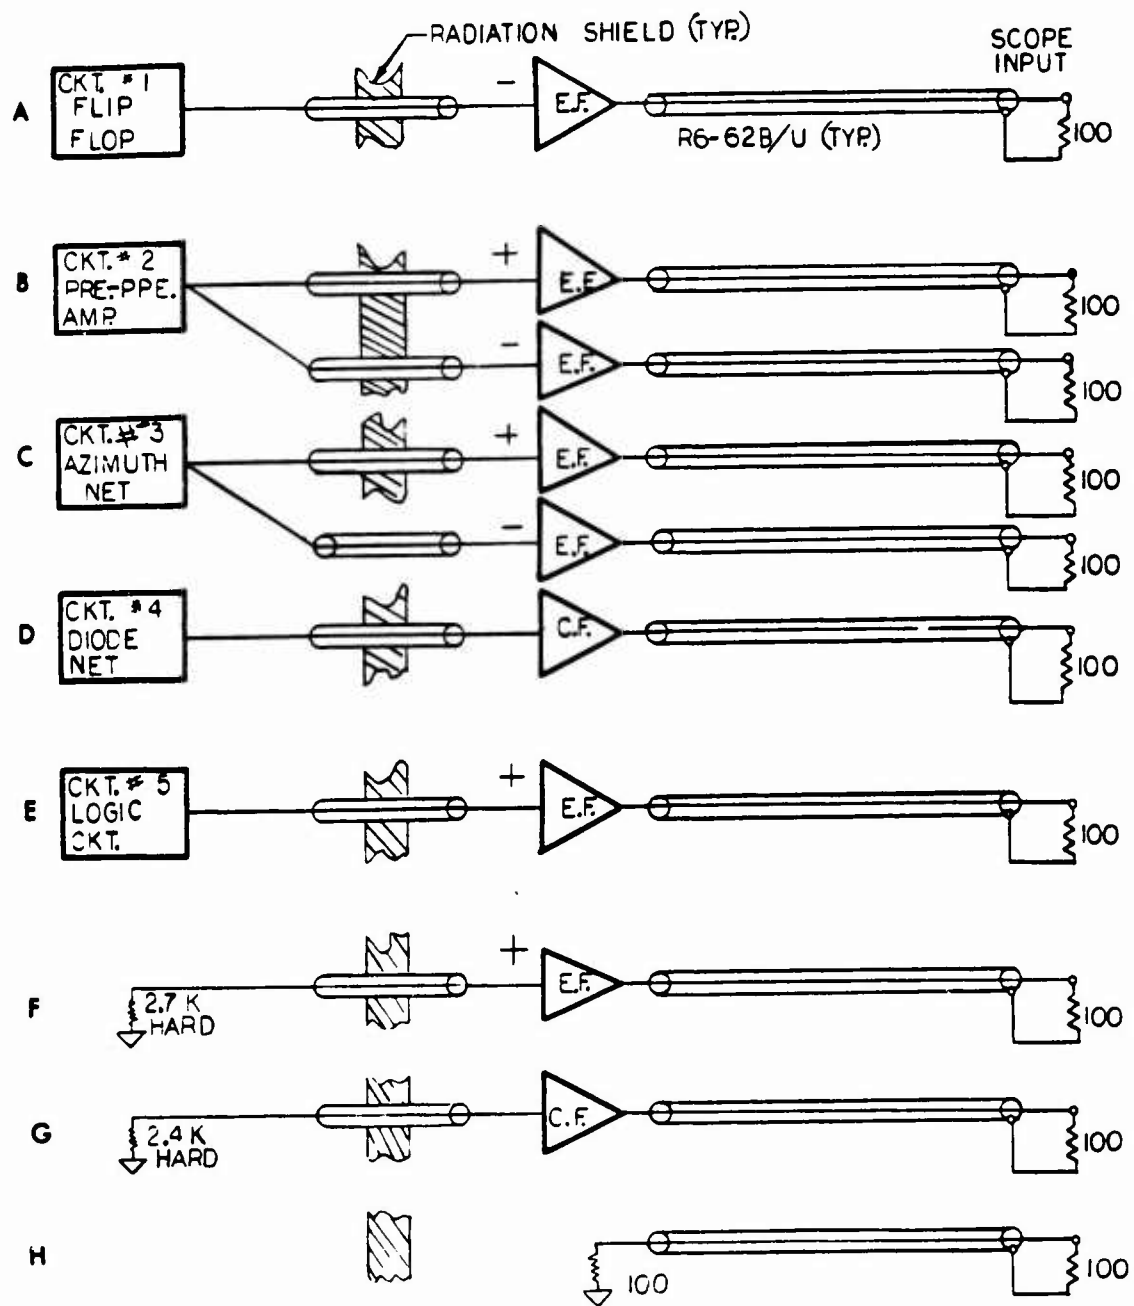 RADIATION SHIELD (TYP.)
SCOPE
INPUT
A
CKT. #1
FLIP
FLOP
-
E.F.
R6-62B/U (TYP.)
100
B
CKT. # 2
PRE-PPE.
AMP.
+
E.F.
100
-
E.F.
100
C
CKT. #3
AZIMUTH
NET
+
E.F.
100
-
E.F.
100
D
CKT. #4
DIODE
NET
C.F.
100
E
CKT. # 5
LOGIC
CKT.
+
E.F.
100
F
2.7 K
HARD
+
E.F.
100
G
2.4 K
HARD
C.F.
100
H
100
100